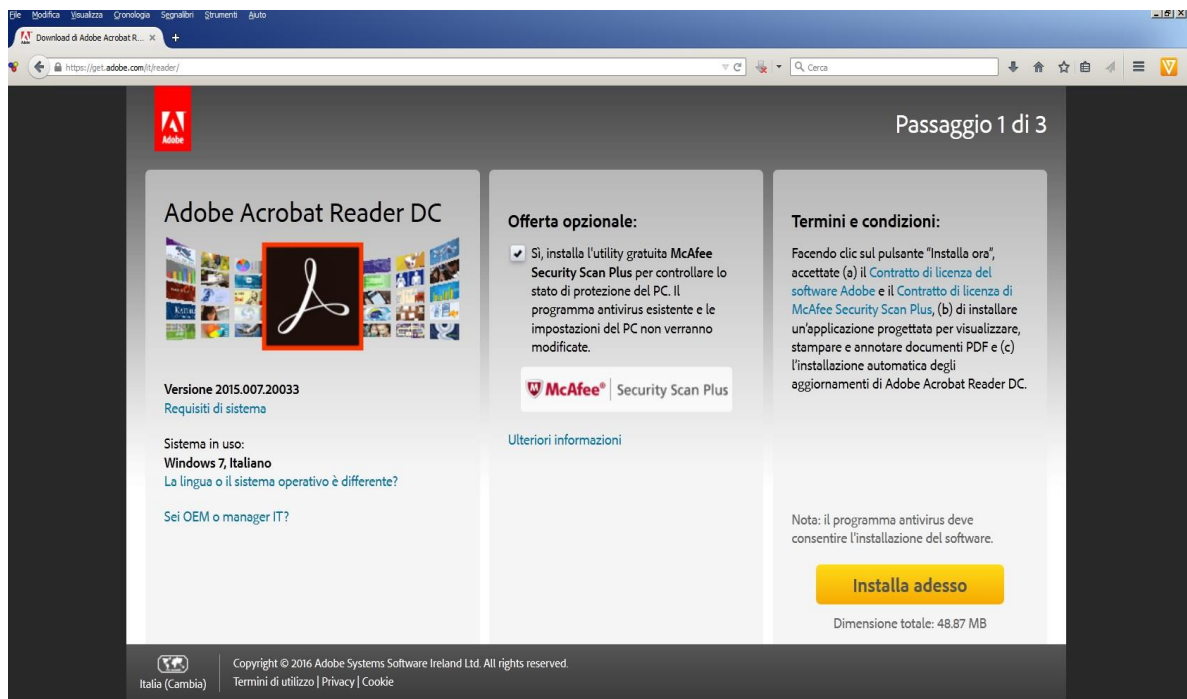 File Modifica Visualizza Cronologia Segnalibri Strumenti Aiuto
Download di Adobe Acrobat R...
https://get.adobe.com/it/reader/
Cerca
Adobe
Passaggio 1 di 3
Adobe Acrobat Reader DC
Versione 2015.007.20033
Requisiti di sistema
Sistema in uso:
Windows 7, Italiano
La lingua o il sistema operativo è differente?
Sei OEM o manager IT?
Offerta opzionale:
Sì, installa l'utility gratuita McAfee
Security Scan Plus per controllare lo
stato di protezione del PC. Il
programma antivirus esistente e le
impostazioni del PC non verranno
modificate.
McAfee® Security Scan Plus
Ulteriori informazioni
Termini e condizioni:
Facendo clic sul pulsante "Installa ora",
accettate (a) il Contratto di licenza del
software Adobe e il Contratto di licenza di
McAfee Security Scan Plus, (b) di installare
un'applicazione progettata per visualizzare,
stampare e annotare documenti PDF e (c)
l'installazione automatica degli
aggiornamenti di Adobe Acrobat Reader DC.
Nota: il programma antivirus deve
consentire l'installazione del software.
Installa adesso
Dimensione totale: 48.87 MB
Italia (Cambia)
Copyright © 2016 Adobe Systems Software Ireland Ltd. All rights reserved.
Termini di utilizzo | Privacy | Cookie